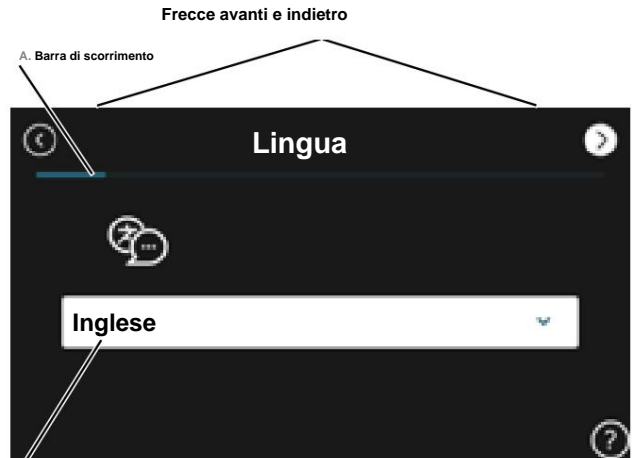 Frecce avanti e indietro
A. Barra di scorrimento
Lingua
Inglese
?